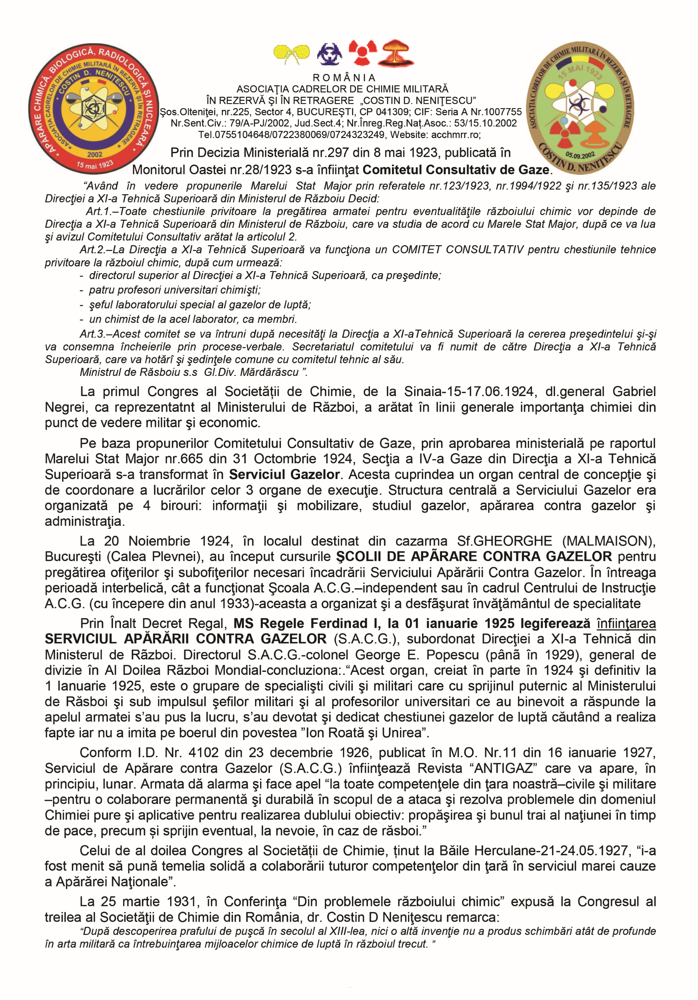 APĂRARE CHIMICĂ, BIOLOGICĂ, RADIOLOGICĂ ȘI NUCLEARĂ
* 15 mai 1923 *
ASOCIAȚIA CADRELOR DE CHIMIE MILITARĂ ÎN REZERVĂ ȘI ÎN RETRAGERE
* 2002 *
* COSTIN D. NENIȚESCU *
ASOCIAȚIA CADRELOR DE CHIMIE MILITARĂ ÎN REZERVĂ ȘI ÎN RETRAGERE
15 MAI 1923
05.09.2002
COSTIN D. NENIȚESCU
R O M Â N I A
ASOCIAŢIA CADRELOR DE CHIMIE MILITARĂ
ÎN REZERVĂ ŞI ÎN RETRAGERE „COSTIN D. NENIŢESCU”
Şos.Olteniţei, nr.225, Sector 4, BUCUREŞTI, CP 041309; CIF: Seria A Nr.1007755
Nr.Sent.Civ.: 79/A-PJ/2002, Jud.Sect.4; Nr.Înreg.Reg.Naț.Asoc.: 53/15.10.2002
Tel.0755104648/0722380069/0724323249, Website: acchmrr.ro;
Prin Decizia Ministerială nr.297 din 8 mai 1923, publicată în
Monitorul Oastei nr.28/1923 s-a înfiinţat Comitetul Consultativ de Gaze.
“Având în vedere propunerile Marelui Stat Major prin referatele nr.123/1923, nr.1994/1922 şi nr.135/1923 ale
Direcţiei a XI-a Tehnică Superioară din Ministerul de Războiu Decid:
Art.1.–Toate chestiunile privitoare la pregătirea armatei pentru eventualităţile războiului chimic vor depinde de
Direcţia a XI-a Tehnică Superioară din Ministerul de Războiu, care va studia de acord cu Marele Stat Major, după ce va lua
şi avizul Comitetului Consultativ arătat la articolul 2.
Art.2.–La Direcţia a XI-a Tehnică Superioară va funcţiona un COMITET CONSULTATIV pentru chestiunile tehnice
privitoare la războiul chimic, după cum urmează:
- directorul superior al Direcţiei a XI-a Tehnică Superioară, ca preşedinte;
- patru profesori universitari chimişti;
- şeful laboratorului special al gazelor de luptă;
- un chimist de la acel laborator, ca membri.
Art.3.–Acest comitet se va întruni după necesităţi la Direcţia a XI-aTehnică Superioară la cererea preşedintelui şi-şi
va consemna încheierile prin procese-verbale. Secretariatul comitetului va fi numit de către Direcţia a XI-a Tehnică
Superioară, care va hotărî şi şedinţele comune cu comitetul tehnic al său.
Ministrul de Răsboiu s.s Gl.Div. Mărdărăscu ”.
La primul Congres al Societății de Chimie, de la Sinaia-15-17.06.1924, dl.general Gabriel
Negrei, ca reprezentatnt al Ministerului de Război, a arătat în linii generale importanţa chimiei din
punct de vedere militar şi economic.
Pe baza propunerilor Comitetului Consultativ de Gaze, prin aprobarea ministerială pe raportul
Marelui Stat Major nr.665 din 31 Octombrie 1924, Secţia a IV-a Gaze din Direcţia a XI-a Tehnică
Superioară s-a transformat în Serviciul Gazelor. Acesta cuprindea un organ central de concepţie şi
de coordonare a lucrărilor celor 3 organe de execuţie. Structura centrală a Serviciului Gazelor era
organizată pe 4 birouri: informaţii şi mobilizare, studiul gazelor, apărarea contra gazelor şi
administraţia.
La 20 Noiembrie 1924, în localul destinat din cazarma Sf.GHEORGHE (MALMAISON),
Bucureşti (Calea Plevnei), au început cursurile ŞCOLII DE APÃRARE CONTRA GAZELOR pentru
pregătirea ofiţerilor şi subofiţerilor necesari încadrării Serviciului Apărării Contra Gazelor. În întreaga
perioadă interbelică, cât a funcţionat Şcoala A.C.G.–independent sau în cadrul Centrului de Instrucţie
A.C.G. (cu începere din anul 1933)-aceasta a organizat şi a desfãşurat învăţământul de specialitate
Prin Înalt Decret Regal, MS Regele Ferdinad I, la 01 ianuarie 1925 legiferează înfiinţarea
SERVICIUL APĂRĂRII CONTRA GAZELOR (S.A.C.G.), subordonat Direcţiei a XI-a Tehnică din
Ministerul de Rãzboi. Directorul S.A.C.G.-colonel George E. Popescu (pânã în 1929), general de
divizie în Al Doilea Rãzboi Mondial-concluziona:.“Acest organ, creiat în parte în 1924 şi definitiv la
1 Ianuarie 1925, este o grupare de specialişti civili şi militari care cu sprijinul puternic al Ministerului
de Răsboi şi sub impulsul şefilor militari şi al profesorilor universitari ce au binevoit a răspunde la
apelul armatei s’au pus la lucru, s’au devotat şi dedicat chestiunei gazelor de luptă căutând a realiza
fapte iar nu a imita pe boerul din povestea ”Ion Roată şi Unirea”.
Conform I.D. Nr. 4102 din 23 decembrie 1926, publicat în M.O. Nr.11 din 16 ianuarie 1927,
Serviciul de Apărare contra Gazelor (S.A.C.G.) înfiinţează Revista “ANTIGAZ” care va apare, în
principiu, lunar. Armata dă alarma şi face apel “la toate competenţele din ţara noastră–civile şi militare
–pentru o colaborare permanentă şi durabilă în scopul de a ataca şi rezolva problemele din domeniul
Chimiei pure şi aplicative pentru realizarea dublului obiectiv: propăşirea şi bunul trai al naţiunei în timp
de pace, precum și sprijin eventual, la nevoie, în caz de răsboi.”
Celui de al doilea Congres al Societății de Chimie, ținut la Băile Herculane-21-24.05.1927, “i-a
fost menit să pună temelia solidă a colaborării tuturor competenţelor din ţară în serviciul marei cauze
a Apărărei Naţionale”.
La 25 martie 1931, în Conferinţa “Din problemele războiului chimic” expusă la Congresul al
treilea al Societăţii de Chimie din România, dr. Costin D Neniţescu remarca:
“După descoperirea prafului de puşcă în secolul al XIII-lea, nici o altă invenţie nu a produs schimbări atât de profunde
în arta militară ca întrebuinţarea mijloacelor chimice de luptă în războiul trecut. ”